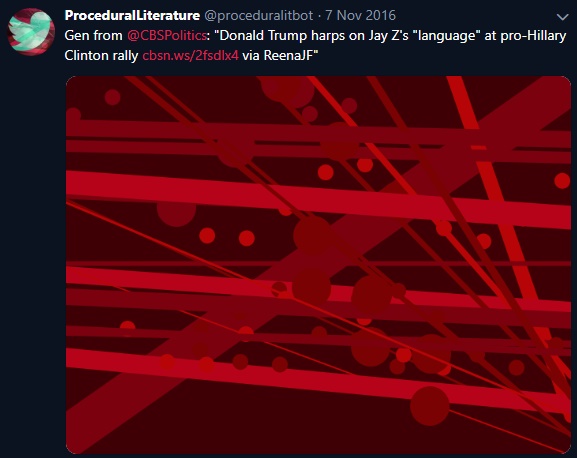 ProceduralLiterature @proceduralitbot · 7 Nov 2016
Gen from @CBSPolitics: "Donald Trump harps on Jay Z's "language" at pro-Hillary
Clinton rally cbsn.ws/2fsdlx4 via ReenaJF"